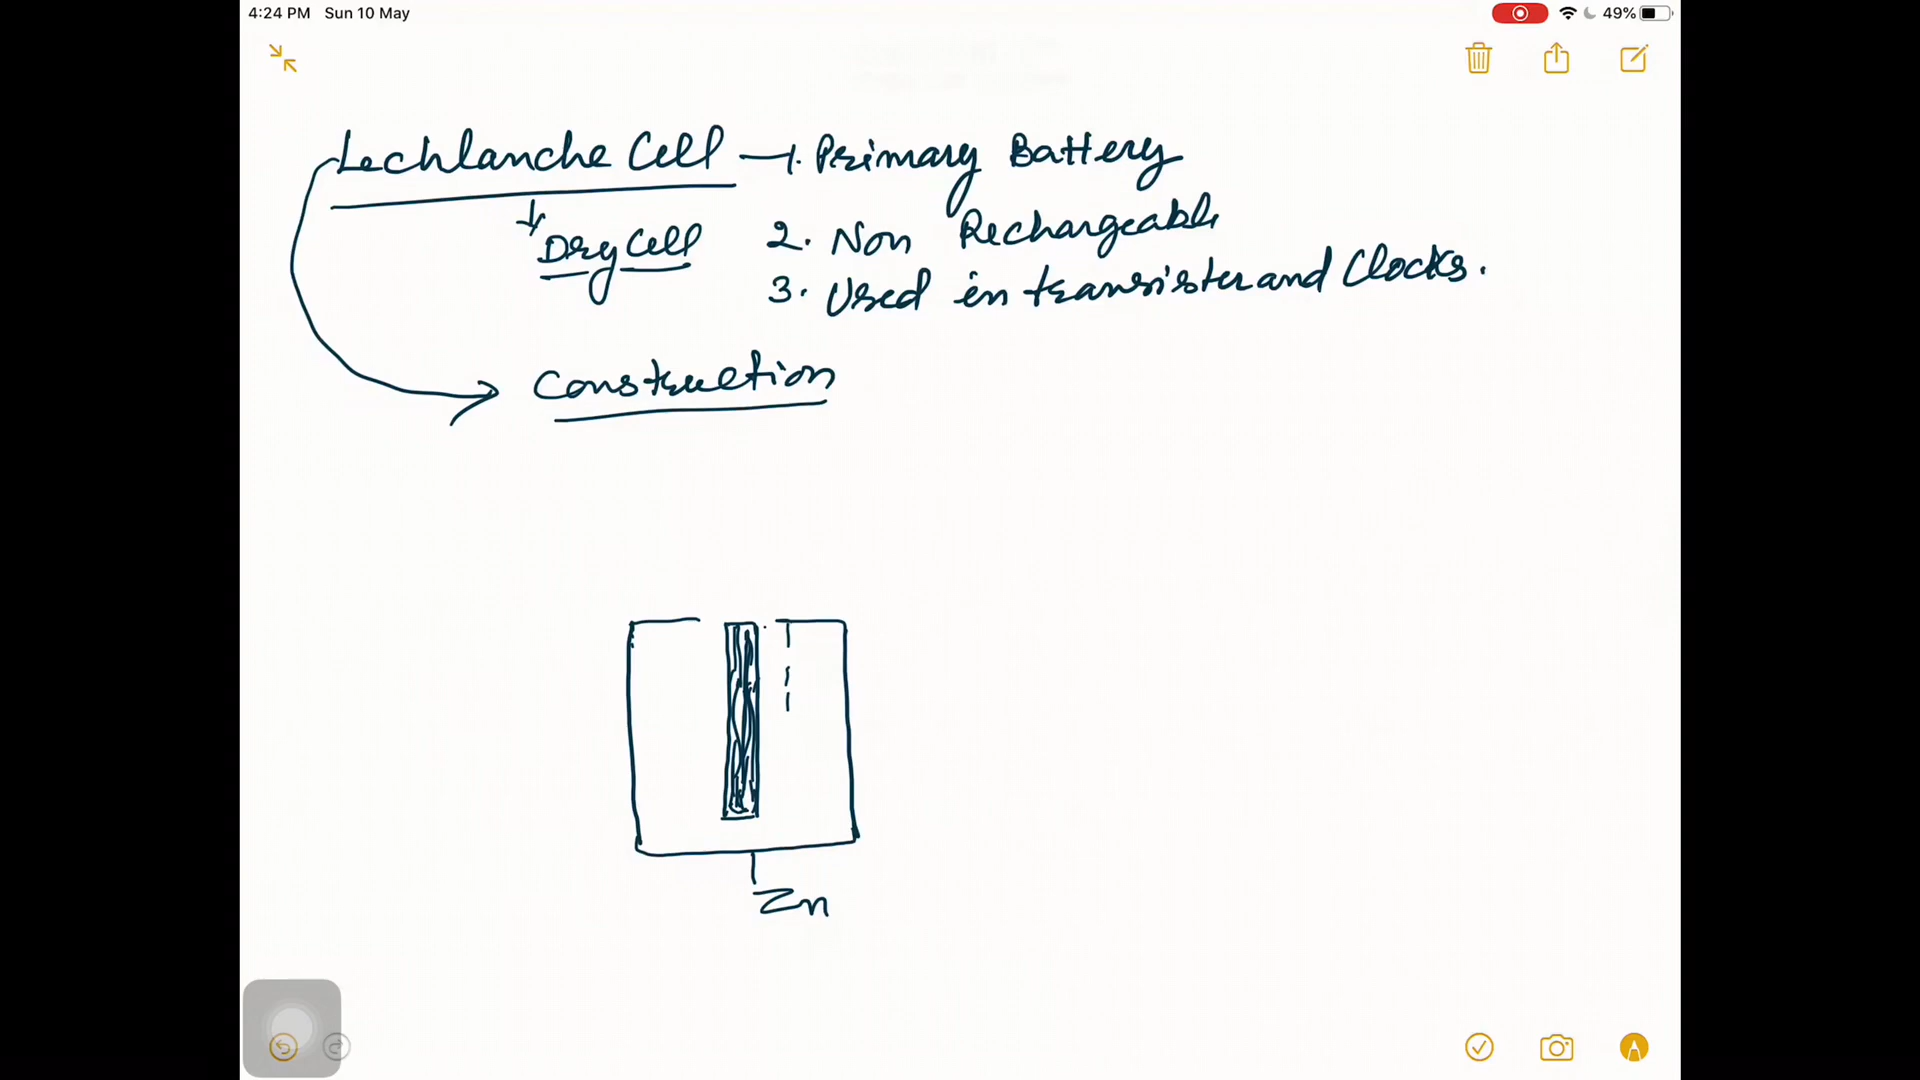 4:24 PM Sun 10 May 49%
Lechlanche Cell → 1. Primary Battery
Dry Cell 2. Non Rechargeable
3. Used in transister and Clocks.
Construction
Zn